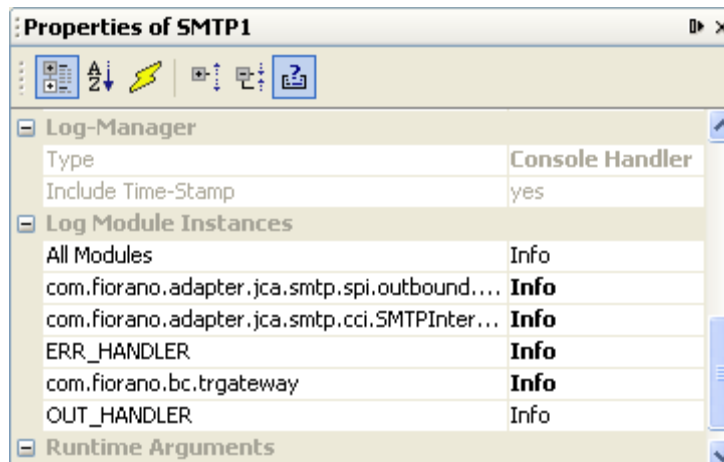 Properties of SMTP1
Log-Manager
Type Console Handler
Include Time-Stamp yes
Log Module Instances
All Modules Info
com.fiorano.adapter.jca.smtp.spi.outbound.... Info
com.fiorano.adapter.jca.smtp.cci.SMTPInter... Info
ERR_HANDLER Info
com.fiorano.bc.trgateway Info
OUT_HANDLER Info
Runtime Arguments